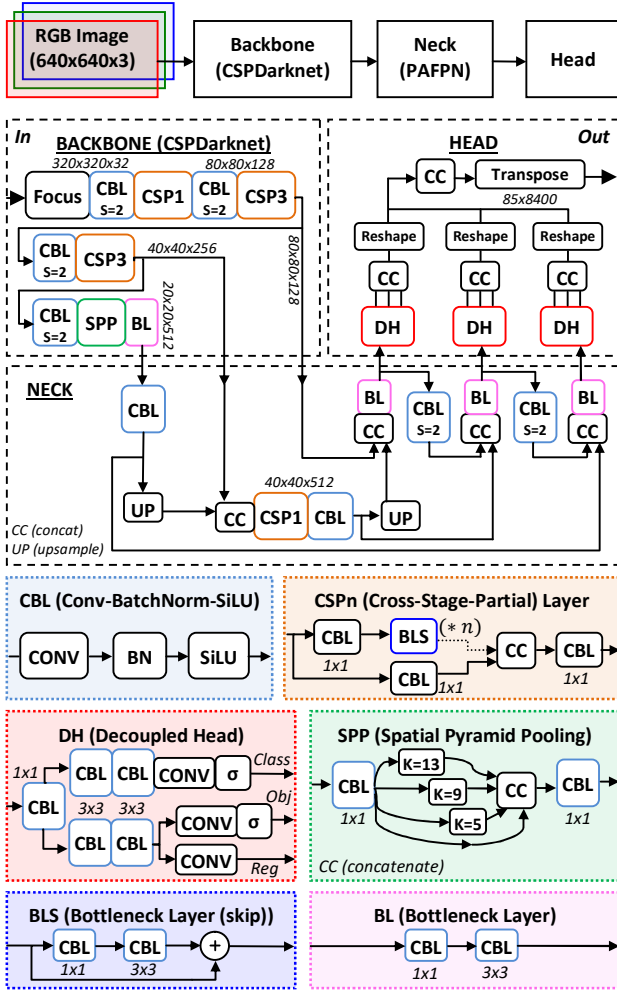 RGB Image
(640x640x3)
Backbone
(CSPDarknet)
Neck
(PAFPN)
Head
In
BACKBONE (CSPDarknet)
320x320x32
80x80x128
Focus
CBL
S=2
CSP1
CBL
S=2
CSP3
CBL
S=2
CSP3
40x40x256
80x80x128
CBL
S=2
SPP
BL
20x20x512
HEAD
Out
CC
Transpose
85x8400
Reshape
Reshape
Reshape
CC
CC
CC
DH
DH
DH
NECK
CBL
BL
CC
CBL
S=2
BL
CC
CBL
S=2
BL
CC
40x40x512
UP
CC
CSP1
CBL
UP
CC (concat)
UP (upsample)
CBL (Conv-BatchNorm-SiLU)
CONV
BN
SiLU
CSPn (Cross-Stage-Partial) Layer
CBL
1x1
BLS
(* n)
CBL
1x1
CC
CBL
1x1
DH (Decoupled Head)
1x1
CBL
CBL
CBL
CONV
σ
Class
3x3
3x3
CBL
CBL
CONV
σ
Obj
CONV
Reg
SPP (Spatial Pyramid Pooling)
CBL
1x1
K=13
K=9
K=5
CC
CBL
1x1
CC (concatenate)
BLS (Bottleneck Layer (skip))
CBL
CBL
+
1x1
3x3
BL (Bottleneck Layer)
CBL
CBL
1x1
3x3